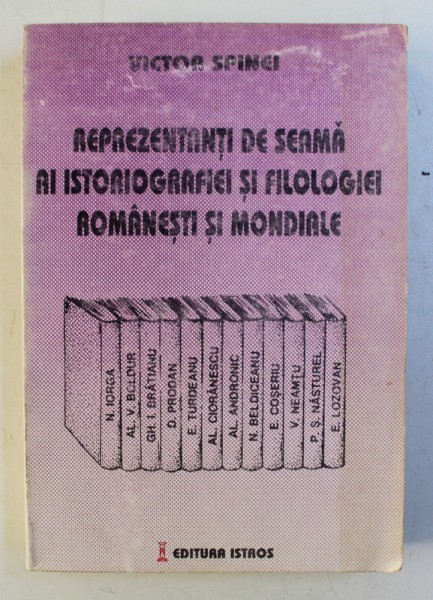 VICTOR SPINEI
REPREZENTANȚI DE SEAMĂ
AI ISTORIOGRAFIEI ȘI FILOLOGIEI
ROMÂNEȘTI ȘI MONDIALE
N. IORGA
AL. V. BOLDUR
GH. I. BRĂTIANU
D. PRODAN
E. TURDEANU
AL. CIORĂNESCU
AL. ANDRONIC
N. BELDICEANU
E. COȘERIU
V. NEAMȚU
P. Ș. NĂSTUREL
E. LOZOVAN
EDITURA ISTROS